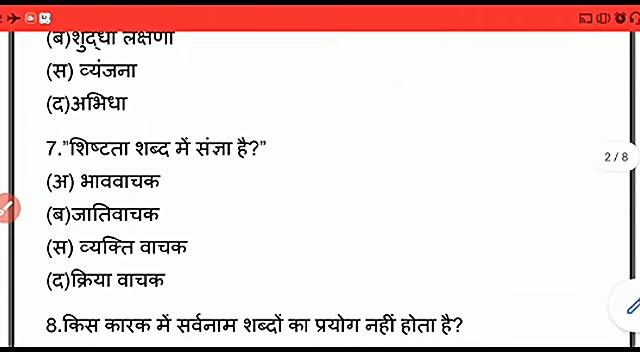 (ब)शुद्धा लक्षणा
(स) व्यंजना
(द)अभिधा
7."शिष्टता शब्द में संज्ञा है?"
(अ) भाववाचक
(ब)जातिवाचक
(स) व्यक्ति वाचक
(द)क्रिया वाचक
8.किस कारक में सर्वनाम शब्दों का प्रयोग नहीं होता है?
2 / 8